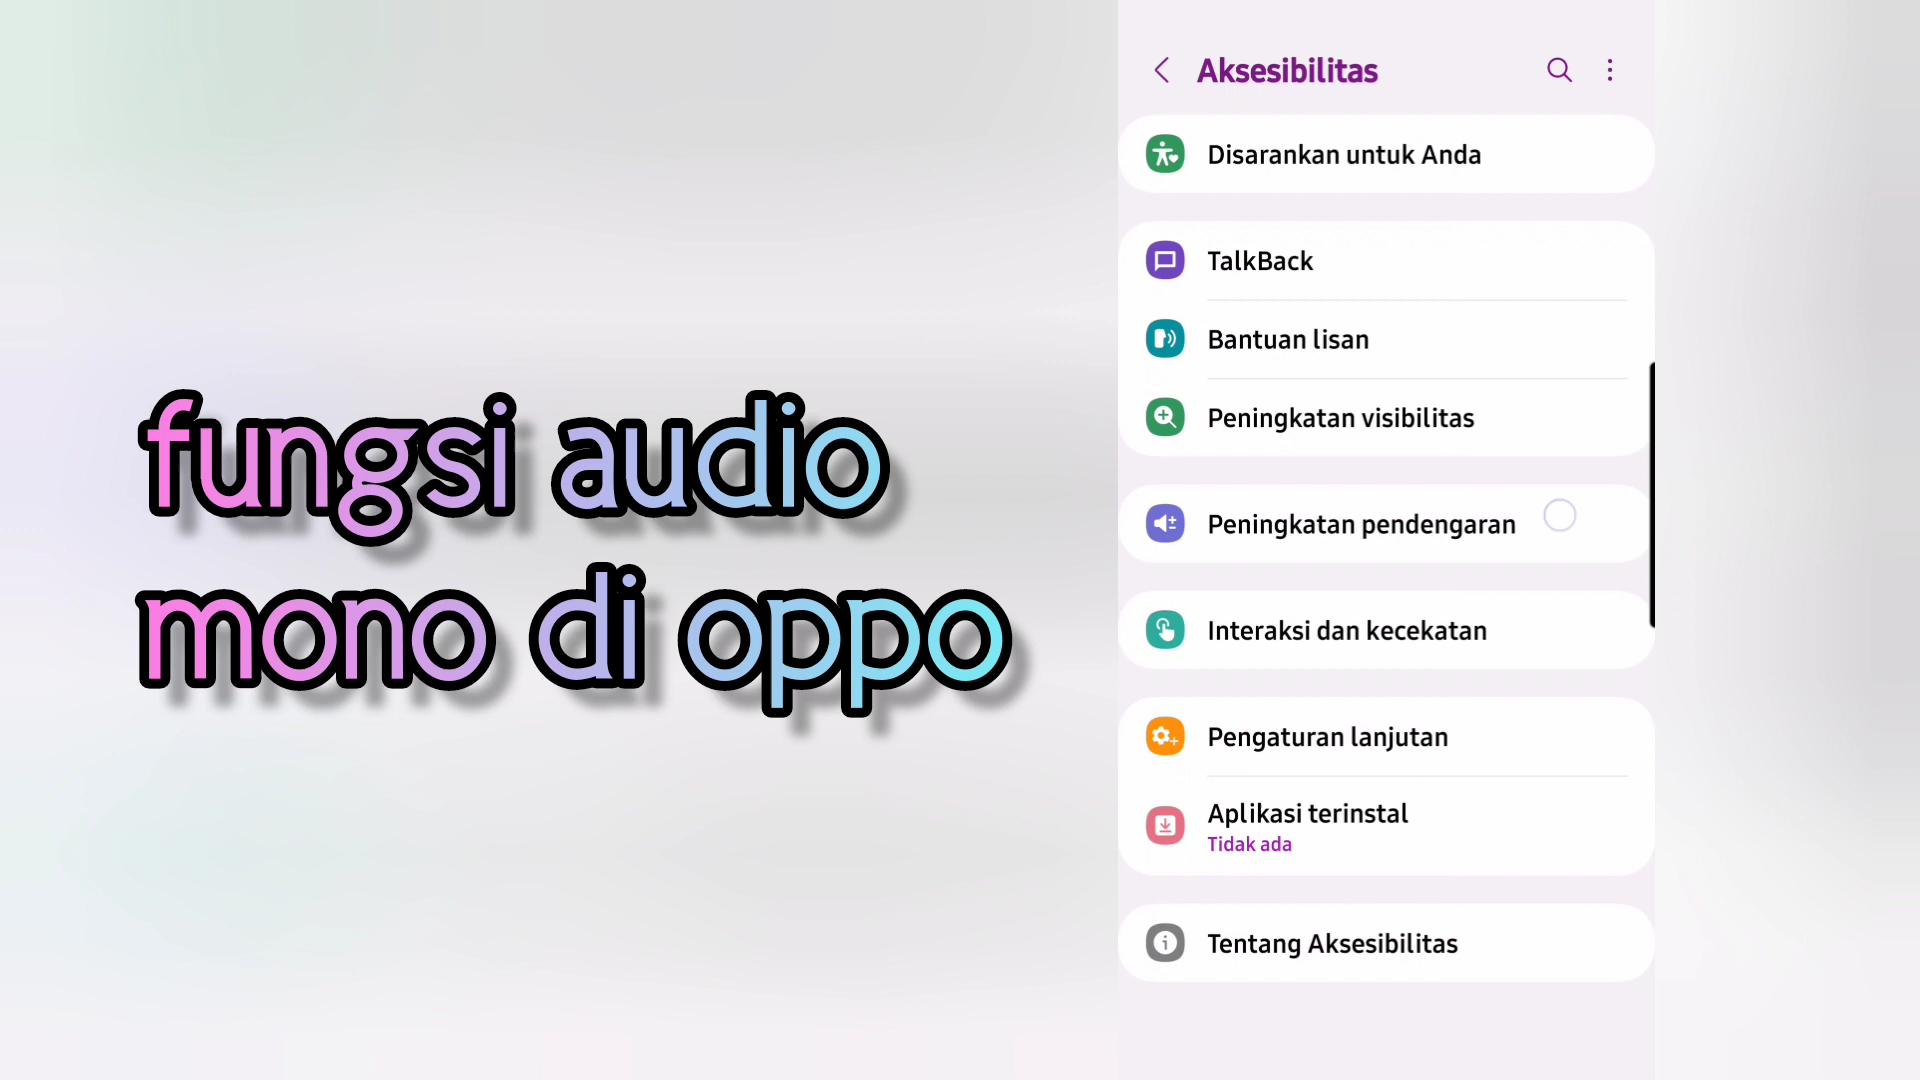 fungsi audio
mono di oppo
Aksesibilitas
Disarankan untuk Anda
TalkBack
Bantuan lisan
Peningkatan visibilitas
Peningkatan pendengaran
Interaksi dan kecekatan
Pengaturan lanjutan
Aplikasi terinstal
Tidak ada
Tentang Aksesibilitas